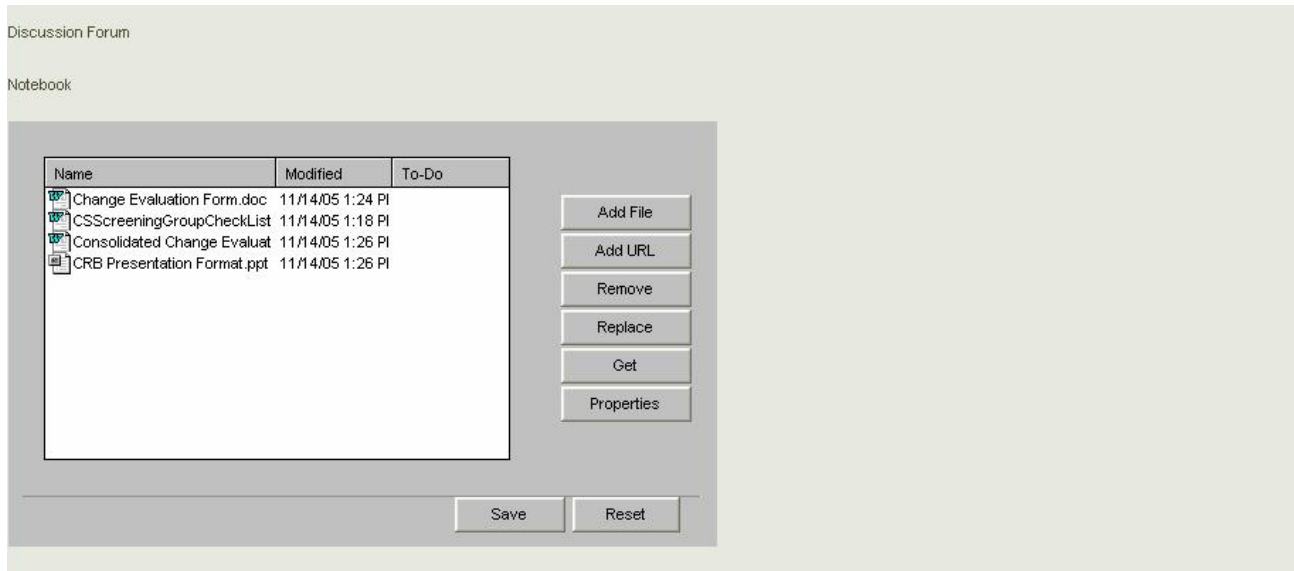 Discussion Forum
Notebook
Name Modified To-Do
Change Evaluation Form.doc 11/14/05 1:24 PI
CSScreeningGroupCheckList 11/14/05 1:18 PI
Consolidated Change Evaluat 11/14/05 1:26 PI
CRB Presentation Format.ppt 11/14/05 1:26 PI
Add File
Add URL
Remove
Replace
Get
Properties
Save Reset